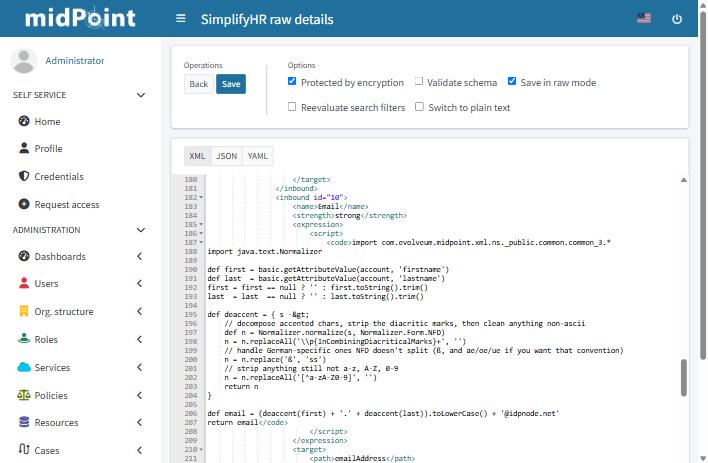 midPoint
SimplifyHR raw details
Administrator
SELF SERVICE
Home
Profile
Credentials
Request access
ADMINISTRATION
Dashboards
Users
Org. structure
Roles
Services
Policies
Resources
Cases
Operations
Back Save
Options
Protected by encryption Validate schema Save in raw mode
Reevaluate search filters Switch to plain text
XML JSON YAML
180 </target>
181 </inbound>
182 <inbound id="10">
183 <name>Email</name>
184 <strength>strong</strength>
185 <expression>
186 <script>
187 <code>import com.evolveum.midpoint.xml.ns._public.common.common_3.*
188 import java.text.Normalizer
189
190 def first = basic.getAttributeValue(account, 'firstname')
191 def last  = basic.getAttributeValue(account, 'lastname')
192 first = first == null ? '' : first.toString().trim()
193 last  = last  == null ? '' : last.toString().trim()
194
195 def deaccent = { s -&gt;
196 // decompose accented chars, strip the diacritic marks, then clean anything non-ascii
197 def n = Normalizer.normalize(s, Normalizer.Form.NFD)
198 n = n.replaceAll('\\p{InCombiningDiacriticalMarks}+', '')
199 // handle German-specific ones NFD doesn't split (ß, and ae/oe/ue if you want that convention)
200 n = n.replace('ß', 'ss')
201 // strip anything still not a-z, A-Z, 0-9
202 n = n.replaceAll('[^a-zA-Z0-9]', '')
203 return n
204 }
205
206 def email = (deaccent(first) + '.' + deaccent(last)).toLowerCase() + '@idpnode.net'
207 return email</code>
208 </script>
209 </expression>
210 <target>
211 <path>emailAddress</path>